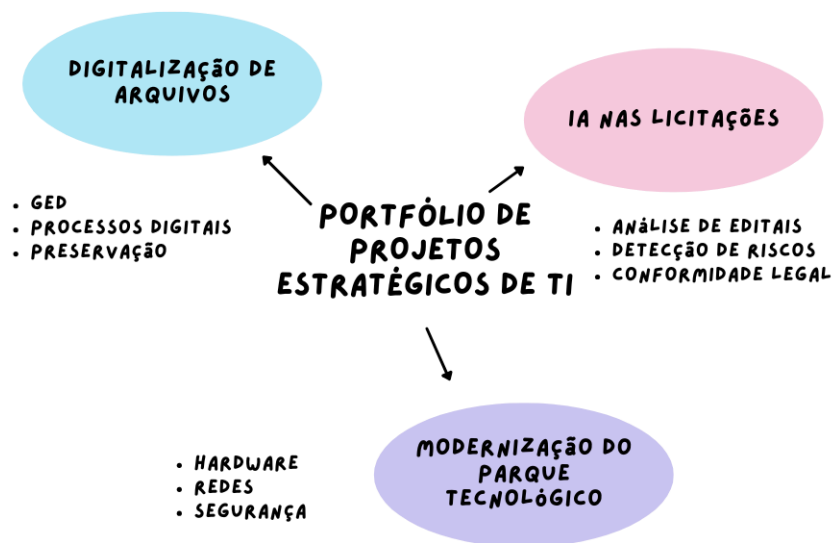 DIGITALIZAÇÃO DE
ARQUIVOS
IA NAS LICITAÇÕES
• GED
• PROCESSOS DIGITAIS
• PRESERVAÇÃO
PORTFÓLIO DE
PROJETOS
ESTRATÉGICOS DE TI
• ANÁLISE DE EDITAIS
• DETECÇÃO DE RISCOS
• CONFORMIDADE LEGAL
MODERNIZAÇÃO DO
PARQUE
TECNOLÓGICO
• HARDWARE
• REDES
• SEGURANÇA